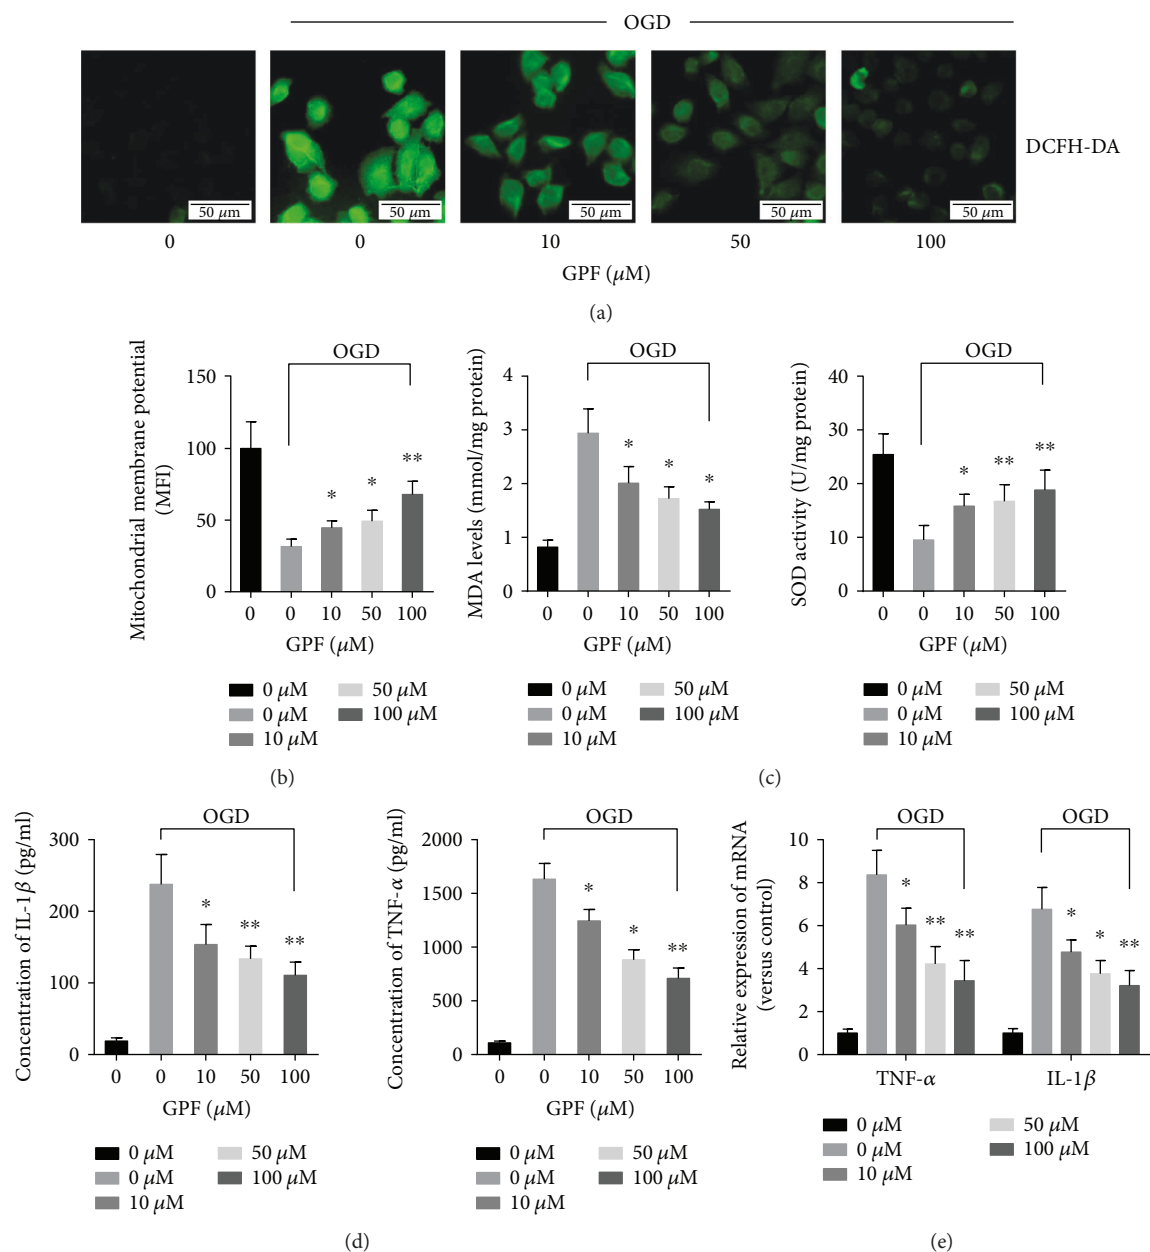 OGD
50 μm
50 μm
50 μm
50 μm
50 μm
DCFH-DA
0
0
10
50
100
GPF (μM)
(a)
Mitochondrial membrane potential
(MFI)
150
100
50
0
OGD
*
*
**
0
0
10
50
100
GPF (μM)
0 μM
50 μM
0 μM
100 μM
10 μM
(b)
MDA levels (mmol/mg protein)
4
3
2
1
0
OGD
*
*
*
0
0
10
50
100
GPF (μM)
0 μM
50 μM
0 μM
100 μM
10 μM
SOD activity (U/mg protein)
40
30
20
10
0
OGD
*
**
**
0
0
10
50
100
GPF (μM)
0 μM
50 μM
0 μM
100 μM
10 μM
(c)
Concentration of IL-1β (pg/ml)
300
200
100
0
OGD
*
**
**
0
0
10
50
100
GPF (μM)
0 μM
50 μM
0 μM
100 μM
10 μM
Concentration of TNF-α (pg/ml)
2000
1500
1000
500
0
OGD
*
*
**
0
0
10
50
100
GPF (μM)
0 μM
50 μM
0 μM
100 μM
10 μM
(d)
Relative expression of mRNA
(versus control)
10
8
6
4
2
0
OGD
*
**
**
OGD
*
*
**
TNF-α
IL-1β
0 μM
50 μM
0 μM
100 μM
10 μM
(e)